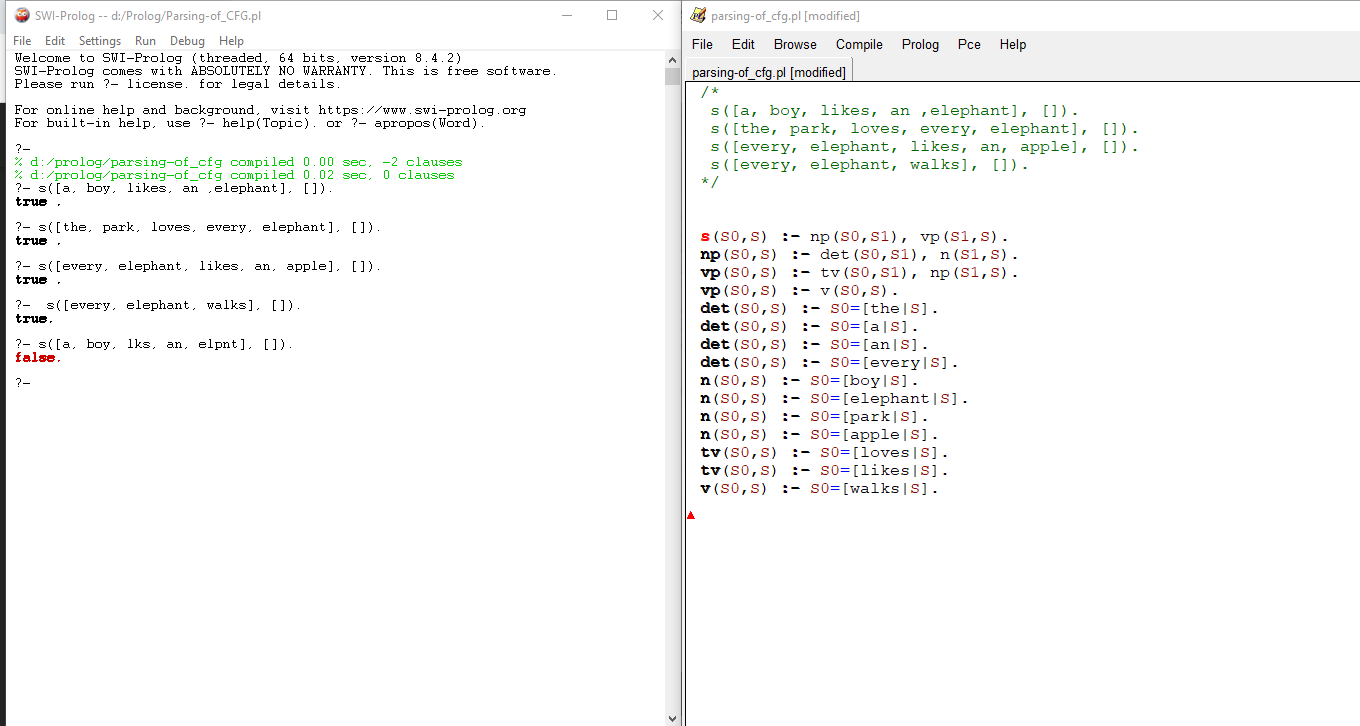 SWI-Prolog -- d:/Prolog/Parsing-of_CFG.pl
File Edit Settings Run Debug Help
Welcome to SWI-Prolog (threaded, 64 bits, version 8.4.2)
SWI-Prolog comes with ABSOLUTELY NO WARRANTY. This is free software.
Please run ?- license. for legal details.
For online help and background, visit https://www.swi-prolog.org
For built-in help, use ?- help(Topic). or ?- apropos(Word).
?-
% d:/prolog/parsing-of_cfg compiled 0.00 sec, -2 clauses
% d:/prolog/parsing-of_cfg compiled 0.02 sec, 0 clauses
?- s([a, boy, likes, an ,elephant], []).
true .
?- s([the, park, loves, every, elephant], []).
true .
?- s([every, elephant, likes, an, apple], []).
true .
?-  s([every, elephant, walks], []).
true.
?- s([a, boy, lks, an, elpnt], []).
false.
?-
parsing-of_cfg.pl [modified]
File Edit Browse Compile Prolog Pce Help
parsing-of_cfg.pl [modified]
/*
s([a, boy, likes, an ,elephant], []).
s([the, park, loves, every, elephant], []).
s([every, elephant, likes, an, apple], []).
s([every, elephant, walks], []).
*/
s(S0,S) :- np(S0,S1), vp(S1,S).
np(S0,S) :- det(S0,S1), n(S1,S).
vp(S0,S) :- tv(S0,S1), np(S1,S).
vp(S0,S) :- v(S0,S).
det(S0,S) :- S0=[the|S].
det(S0,S) :- S0=[a|S].
det(S0,S) :- S0=[an|S].
det(S0,S) :- S0=[every|S].
n(S0,S) :- S0=[boy|S].
n(S0,S) :- S0=[elephant|S].
n(S0,S) :- S0=[park|S].
n(S0,S) :- S0=[apple|S].
tv(S0,S) :- S0=[loves|S].
tv(S0,S) :- S0=[likes|S].
v(S0,S) :- S0=[walks|S].